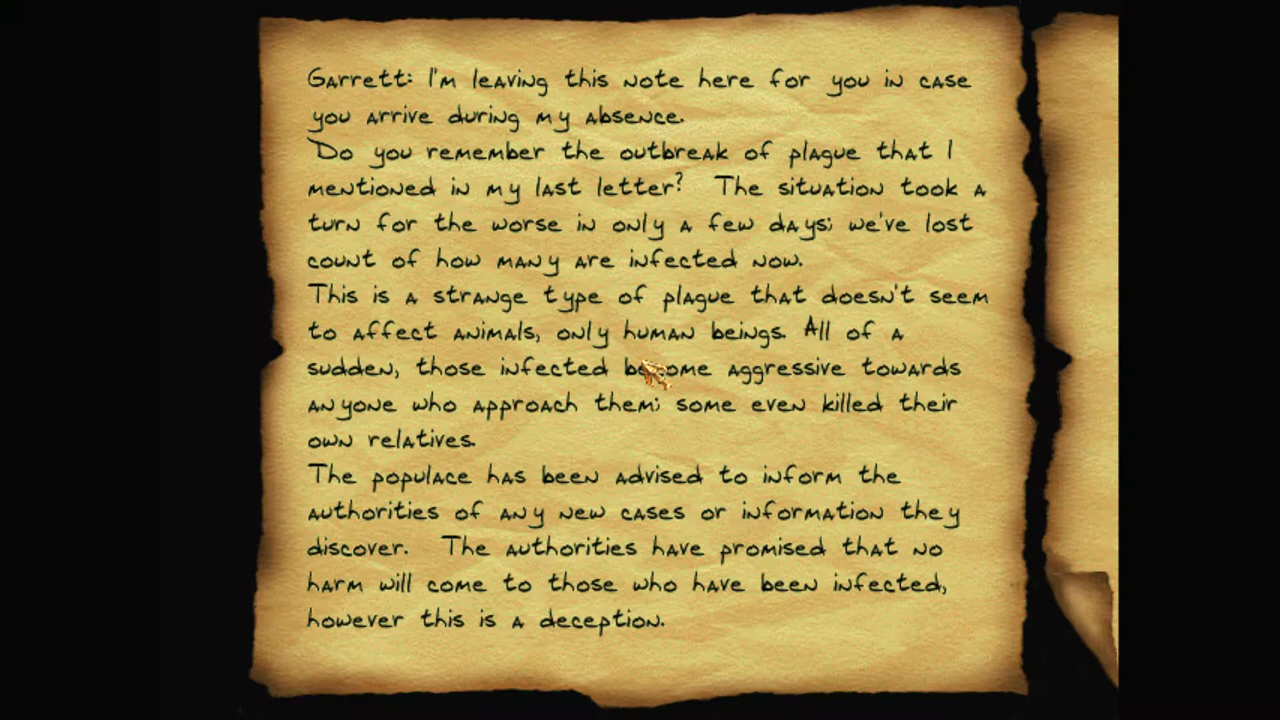 Garrett: I'm leaving this note here for you in case
you arrive during my absence.
Do you remember the outbreak of plague that I
mentioned in my last letter?  The situation took a
turn for the worse in only a few days; we've lost
count of how many are infected now.
This is a strange type of plague that doesn't seem
to affect animals, only human beings. All of a
sudden, those infected become aggressive towards
anyone who approach them; some even killed their
own relatives.
The populace has been advised to inform the
authorities of any new cases or information they
discover.  The authorities have promised that no
harm will come to those who have been infected,
however this is a deception.